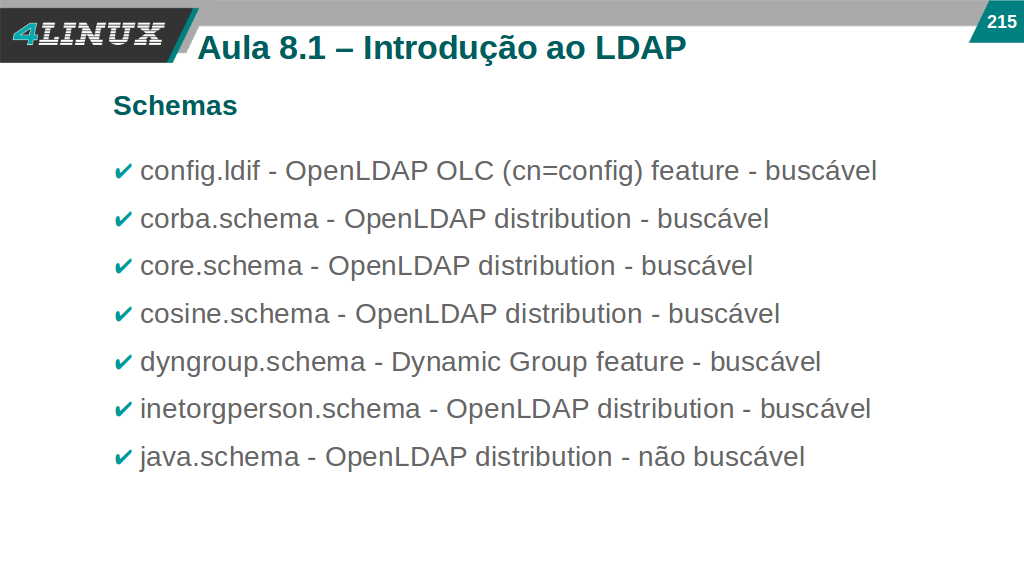 4LINUX
215
Aula 8.1 – Introdução ao LDAP
Schemas
✔ config.ldif - OpenLDAP OLC (cn=config) feature - buscável
✔ corba.schema - OpenLDAP distribution - buscável
✔ core.schema - OpenLDAP distribution - buscável
✔ cosine.schema - OpenLDAP distribution - buscável
✔ dyngroup.schema - Dynamic Group feature - buscável
✔ inetorgperson.schema - OpenLDAP distribution - buscável
✔ java.schema - OpenLDAP distribution - não buscável